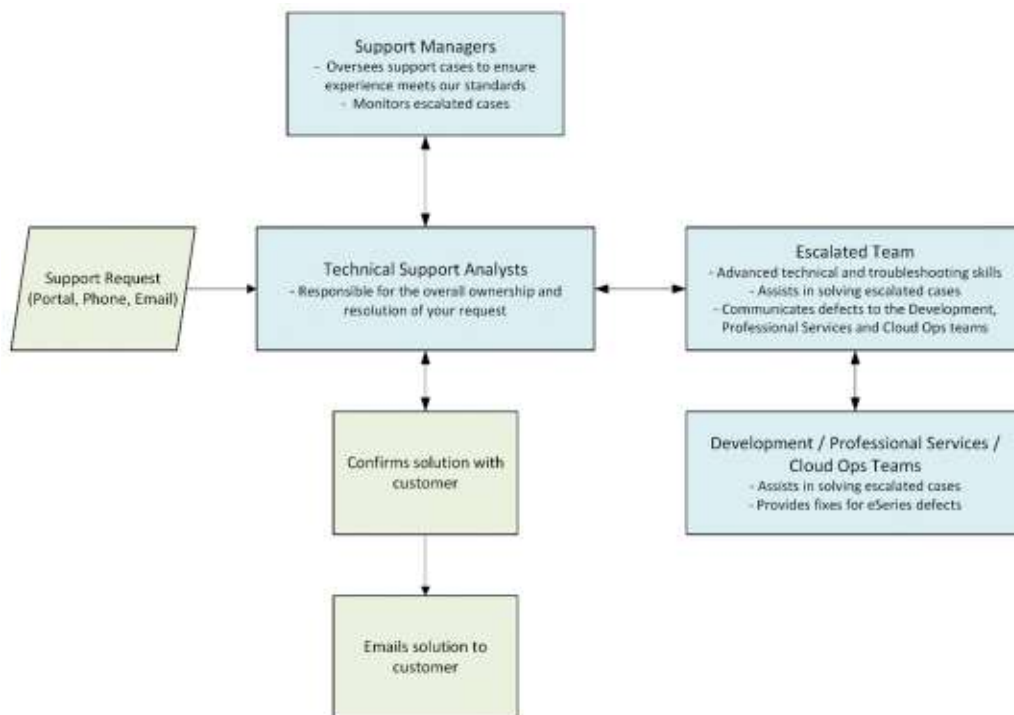 Support Managers
- Oversees support cases to ensure
experience meets our standards
- Monitors escalated cases
Support Request
(Portal, Phone, Email)
Technical Support Analysts
- Responsible for the overall ownership and
resolution of your request
Escalated Team
- Advanced technical and troubleshooting skills
- Assists in solving escalated cases
- Communicates defects to the Development,
Professional Services and Cloud Ops teams
Confirms solution with
customer
Development / Professional Services /
Cloud Ops Teams
- Assists in solving escalated cases
- Provides fixes for eSeries defects
Emails solution to
customer